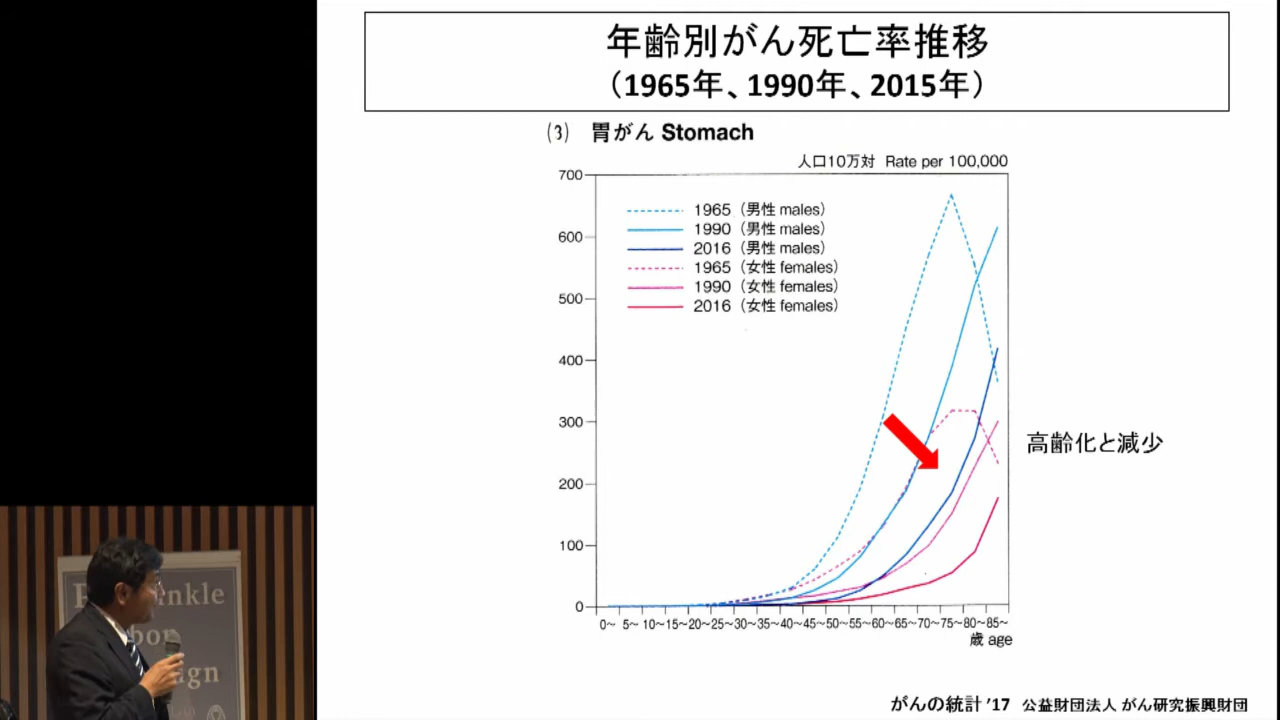 年齢別がん死亡率推移
（1965年、1990年、2015年）
(3) 胃がん Stomach
人口10万対 Rate per 100,000
700
1965（男性 males）
1990（男性 males）
600
2016（男性 males）
1965（女性 females）
1990（女性 females）
500
2016（女性 females）
400
300
高齢化と減少
200
100
0
0〜 5〜 10〜15〜20〜25〜30〜35〜40〜45〜50〜55〜60〜65〜70〜75〜80〜85〜
歳 age
がんの統計 '17 公益財団法人 がん研究振興財団